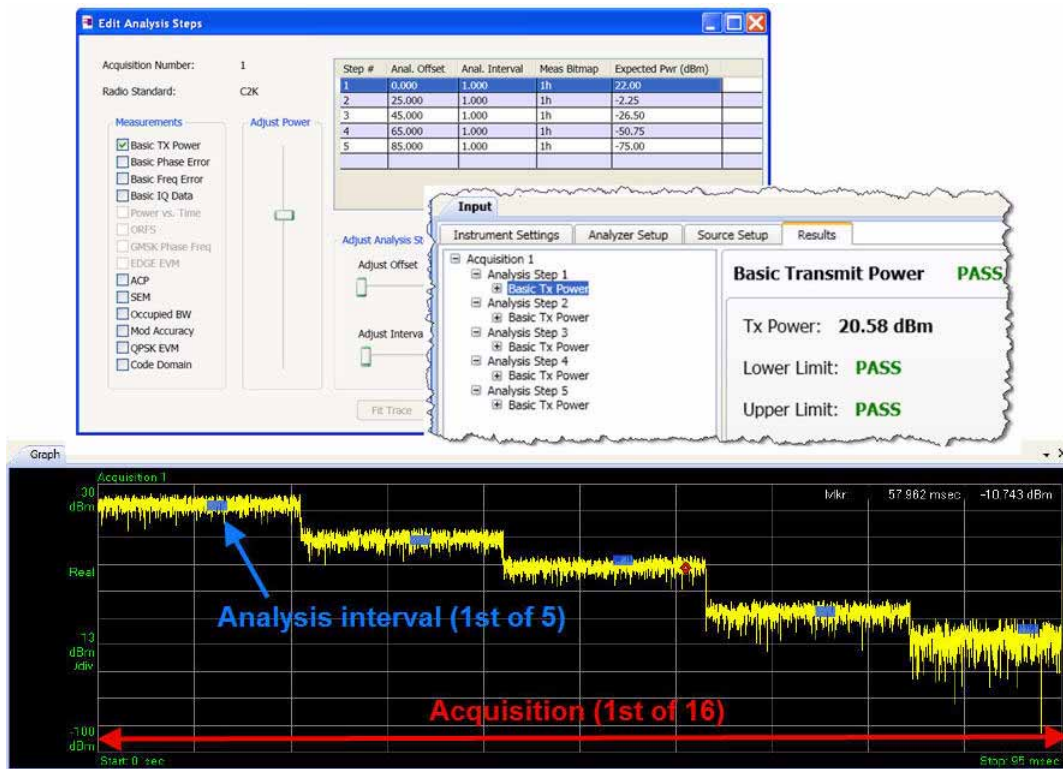 Edit Analysis Steps
Acquisition Number: 1
Radio Standard: C2K
Measurements
Basic TX Power
Basic Phase Error
Basic Freq Error
Basic IQ Data
Power vs. Time
ORFS
GMSK Phase Freq
EDGE EVM
ACP
SEM
Occupied BW
Mod Accuracy
QPSK EVM
Code Domain
Adjust Power
Step # Anal. Offset Anal. Interval Meas Bitmap Expected Pwr (dBm)
1 0.000 1.000 1h 22.00
2 25.000 1.000 1h -2.25
3 45.000 1.000 1h -26.50
4 65.000 1.000 1h -50.75
5 85.000 1.000 1h -75.00
Adjust Analysis St
Adjust Offset
Adjust Interva
Fit Trace
Input
Instrument Settings Analyzer Setup Source Setup Results
Acquisition 1
Analysis Step 1
Basic Tx Power
Analysis Step 2
Basic Tx Power
Analysis Step 3
Basic Tx Power
Analysis Step 4
Basic Tx Power
Analysis Step 5
Basic Tx Power
Basic Transmit Power PASS
Tx Power: 20.58 dBm
Lower Limit: PASS
Upper Limit: PASS
Graph
Acquisition 1
30
dBm
Mkr: 57.962 msec -10.743 dBm
Real
Analysis interval (1st of 5)
13
dBm
/div
Acquisition (1st of 16)
-100
dBm
Start: 0 sec Stop: 95 msec